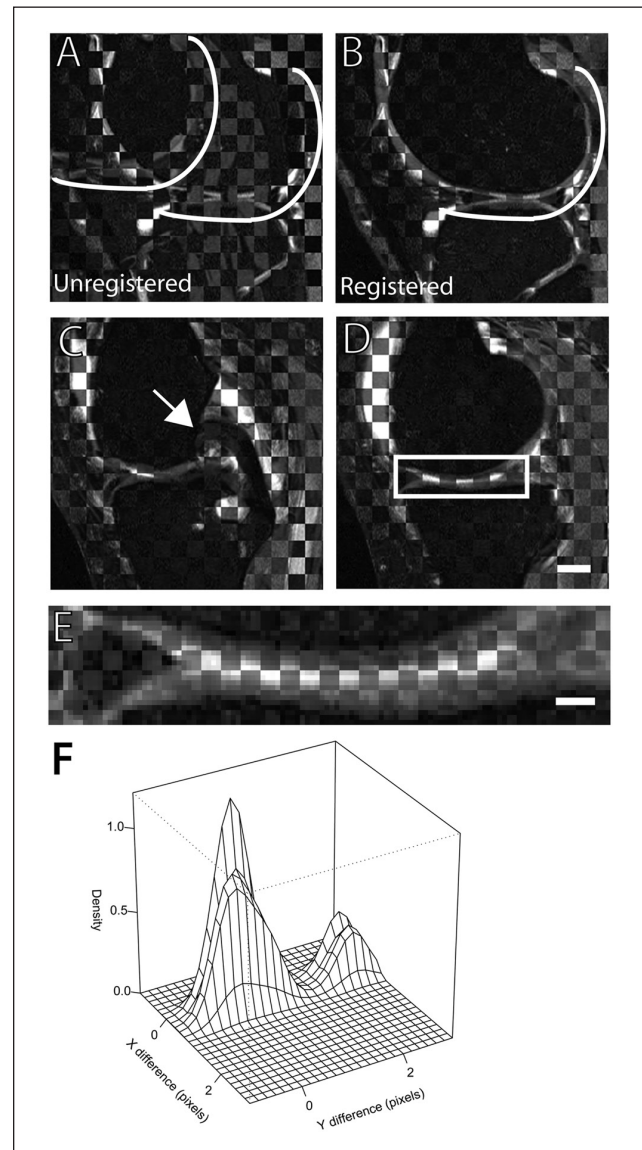 A
B
Unregistered
Registered
C
D
E
F
1.0
0.5
0.0
Density
0
2
X difference (pixels)
0
2
Y difference (pixels)